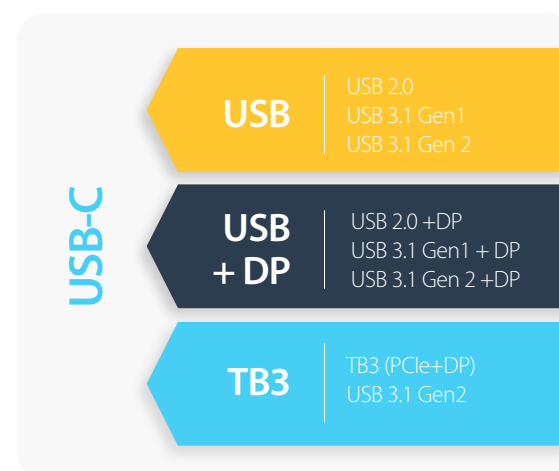 USB-C
USB
USB 2.0
USB 3.1 Gen1
USB 3.1 Gen 2
USB
+ DP
USB 2.0 +DP
USB 3.1 Gen1 + DP
USB 3.1 Gen 2 +DP
TB3
TB3 (PCIe+DP)
USB 3.1 Gen2